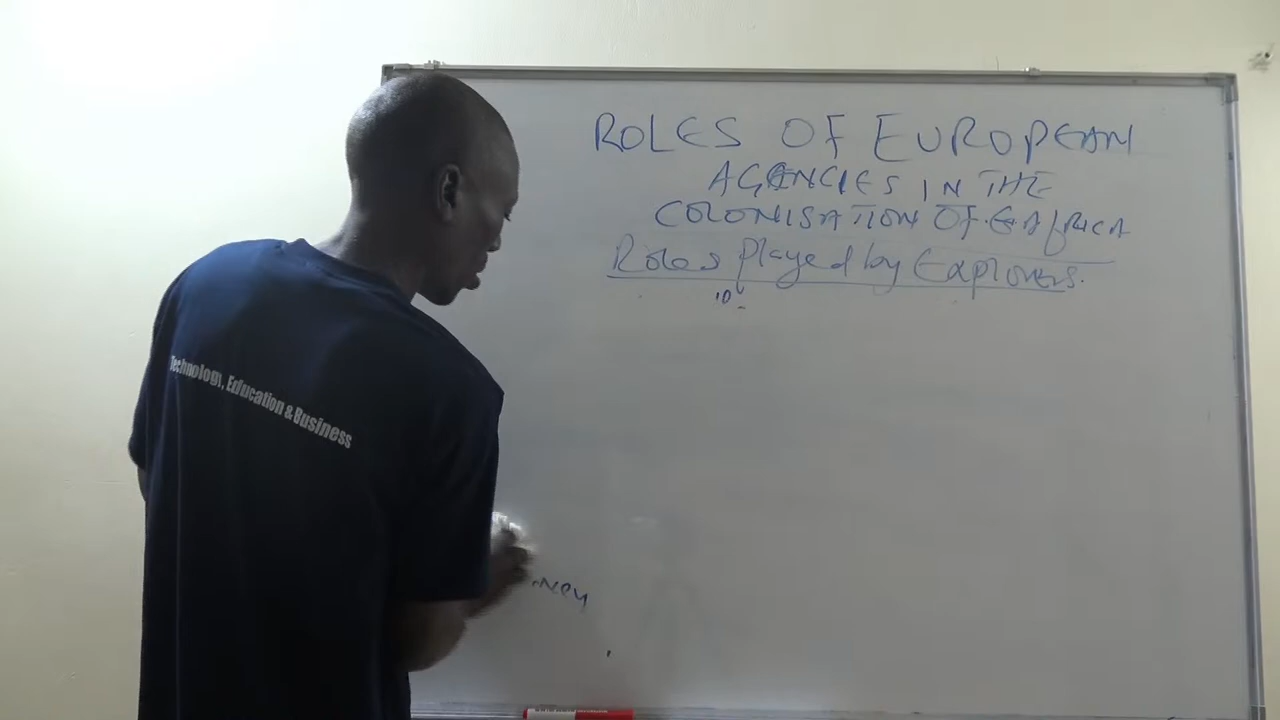 ROLES OF EUROPEAN
AGENCIES IN THE
COLONISATION OF E.AFRICA
Roles played by Explorers.
Technology, Education & Business